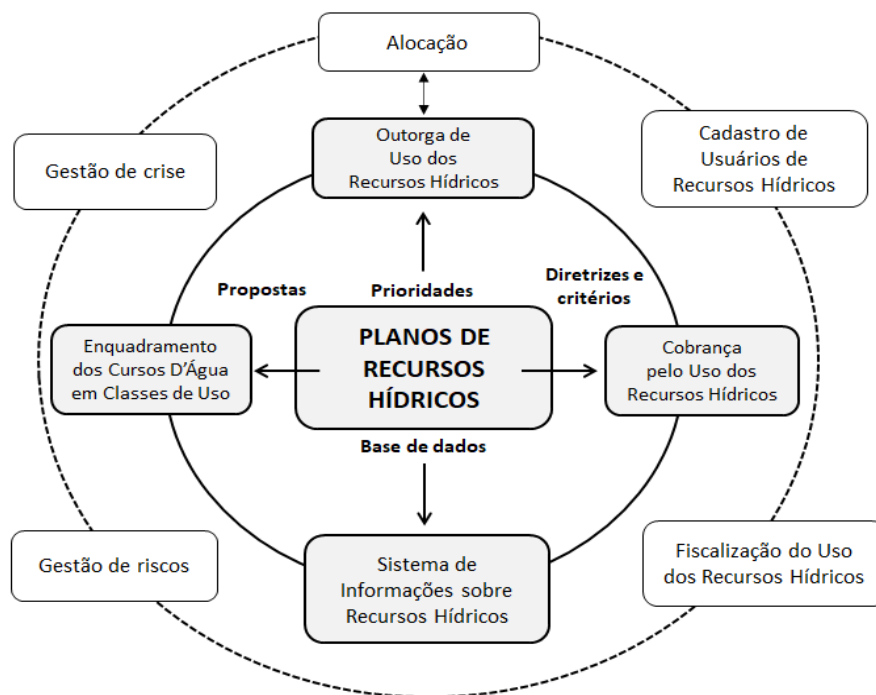 Alocação
Outorga de
Uso dos
Recursos Hídricos
Cadastro de
Usuários de
Recursos Hídricos
Gestão de crise
Propostas
Prioridades
Diretrizes e
critérios
Enquadramento
dos Cursos D'Água
em Classes de Uso
PLANOS DE
RECURSOS
HÍDRICOS
Cobrança
pelo Uso dos
Recursos Hídricos
Base de dados
Gestão de riscos
Sistema de
Informações sobre
Recursos Hídricos
Fiscalização do Uso
dos Recursos Hídricos